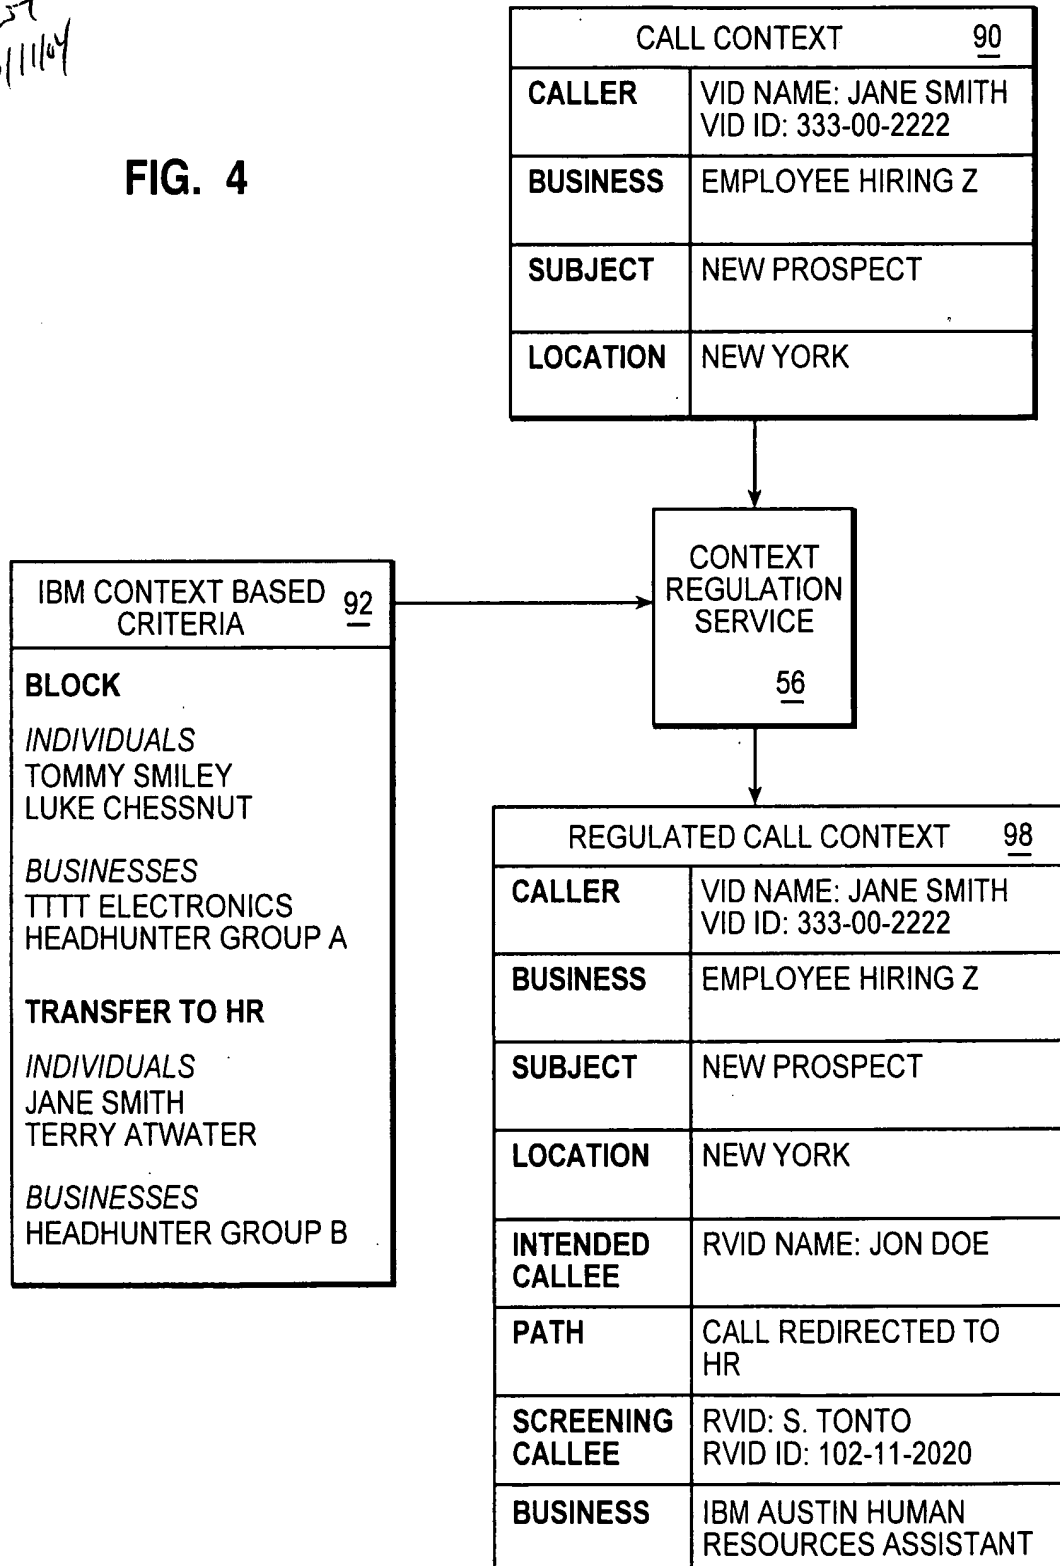 FIG. 4
CALL CONTEXT 90
CALLER VID NAME: JANE SMITH
VID ID: 333-00-2222
BUSINESS EMPLOYEE HIRING Z
SUBJECT NEW PROSPECT
LOCATION NEW YORK
CONTEXT
REGULATION
SERVICE
56
IBM CONTEXT BASED
CRITERIA 92
BLOCK
INDIVIDUALS
TOMMY SMILEY
LUKE CHESSNUT
BUSINESSES
TTTT ELECTRONICS
HEADHUNTER GROUP A
TRANSFER TO HR
INDIVIDUALS
JANE SMITH
TERRY ATWATER
BUSINESSES
HEADHUNTER GROUP B
REGULATED CALL CONTEXT 98
CALLER VID NAME: JANE SMITH
VID ID: 333-00-2222
BUSINESS EMPLOYEE HIRING Z
SUBJECT NEW PROSPECT
LOCATION NEW YORK
INTENDED RVID NAME: JON DOE
CALLEE
PATH CALL REDIRECTED TO
HR
SCREENING RVID: S. TONTO
CALLEE RVID ID: 102-11-2020
BUSINESS IBM AUSTIN HUMAN
RESOURCES ASSISTANT